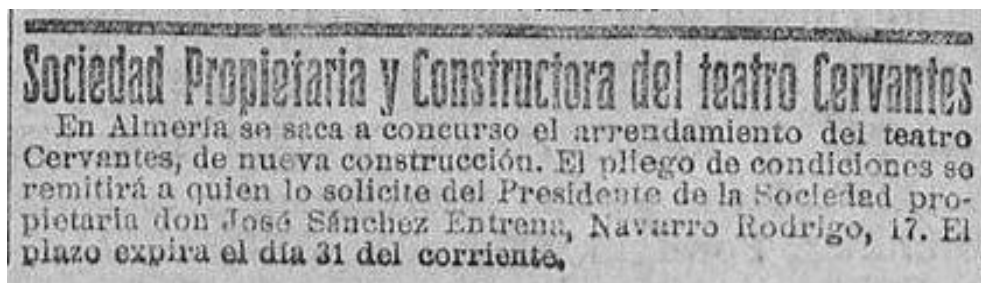 Sociedad Propietaria y Constructora del teatro Cervantes
En Almería se saca a concurso el arrendamiento del teatro
Cervantes, de nueva construcción. El pliego de condiciones se
remitirá a quien lo solicite del Presidente de la Sociedad pro-
pietaria don José Sánchez Entrena, Navarro Rodrigo, 17. El
plazo expira el día 31 del corriente.